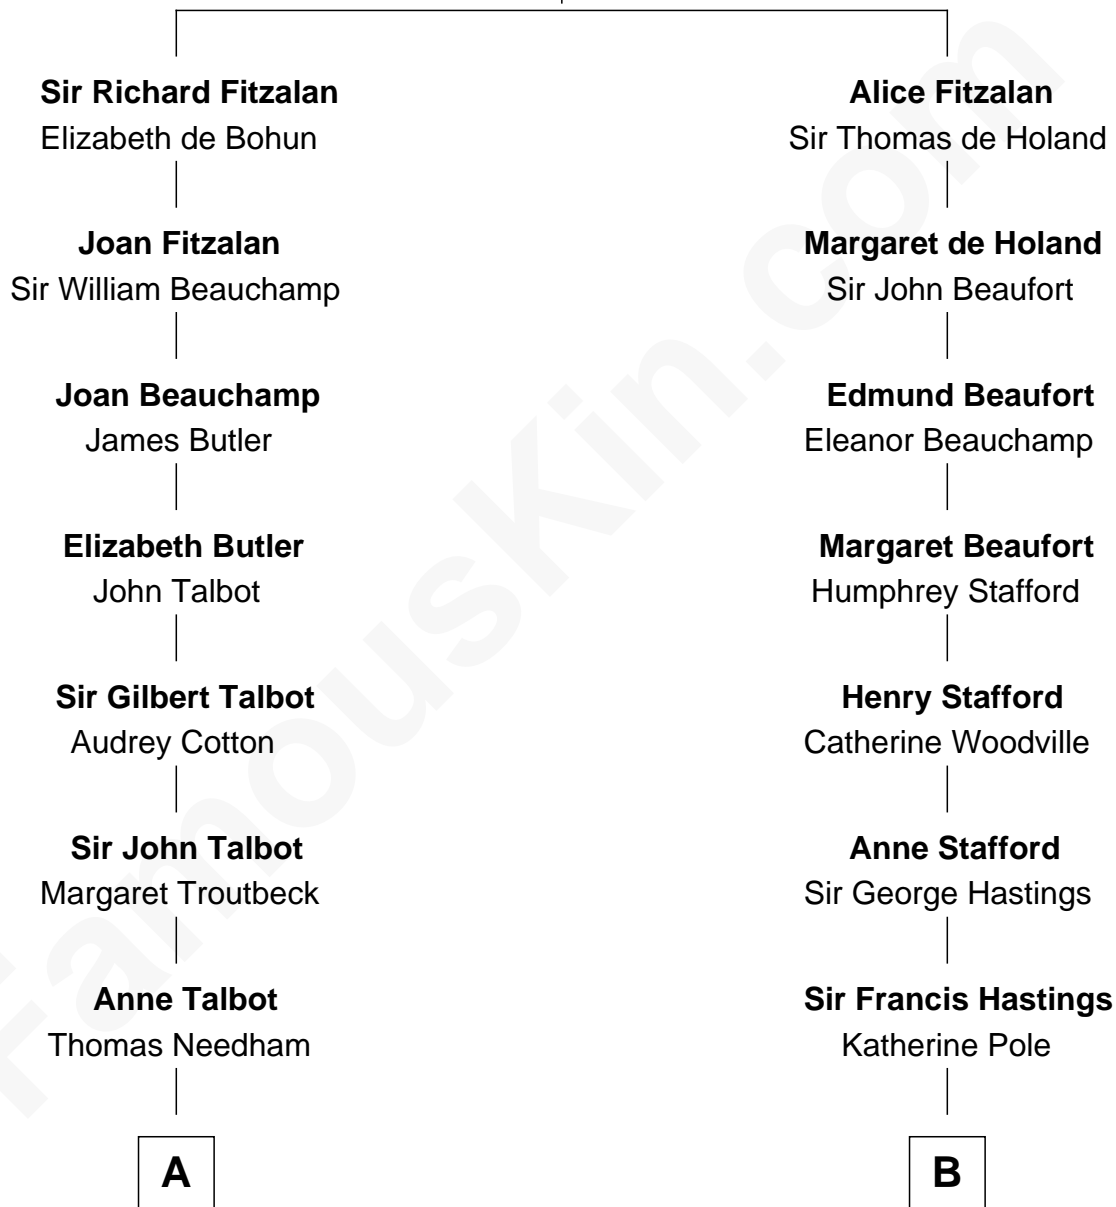 Sir Richard Fitzalan
Elizabeth de Bohun
Joan Fitzalan
Sir William Beauchamp
Joan Beauchamp
James Butler
Elizabeth Butler
John Talbot
Sir Gilbert Talbot
Audrey Cotton
Sir John Talbot
Margaret Troutbeck
Anne Talbot
Thomas Needham
A
Alice Fitzalan
Sir Thomas de Holand
Margaret de Holand
Sir John Beaufort
Edmund Beaufort
Eleanor Beauchamp
Margaret Beaufort
Humphrey Stafford
Henry Stafford
Catherine Woodville
Anne Stafford
Sir George Hastings
Sir Francis Hastings
Katherine Pole
B
FamousKin.com